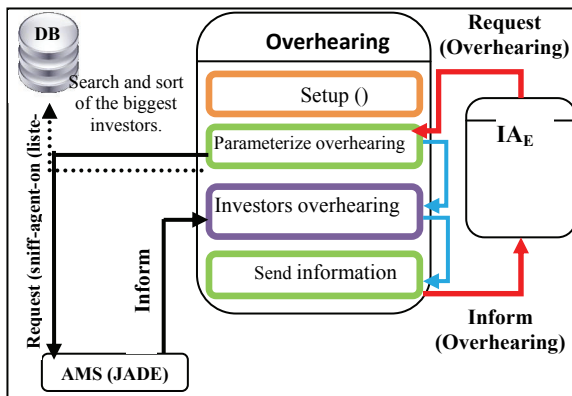 DB
Overhearing
Request
(Overhearing)
Search and sort
of the biggest
investors.
Setup ()
Parameterize overhearing
IAE
Investors overhearing
Request (sniff-agent-on (liste-
Inform
Send information
Inform
(Overhearing)
AMS (JADE)